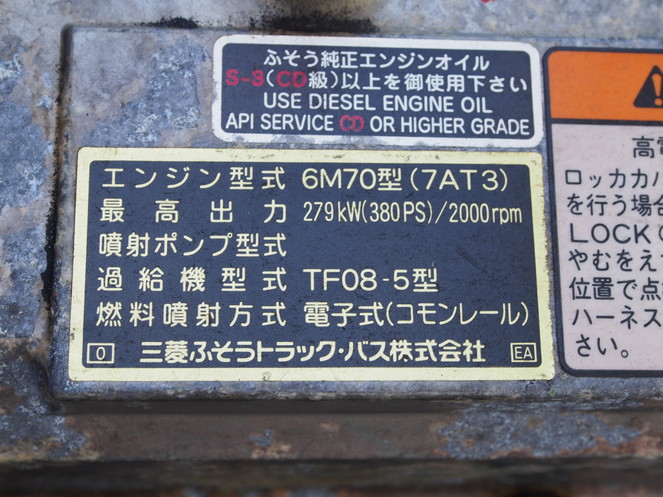 ふそう純正エンジンオイル
S-3(CD級)以上を御使用下さい
USE DIESEL ENGINE OIL
API SERVICE CD OR HIGHER GRADE
エンジン型式 6M70型(7AT3)
最高出力 279kW(380PS)/2000rpm
噴射ポンプ型式
過給機型式 TF08-5型
燃料噴射方式 電子式(コモンレール)
0 三菱ふそうトラック・バス株式会社 EA
高電
ロッカカバ
を行う場合
LOCK(
やむをえ
位置で点
ハーネス
さい。